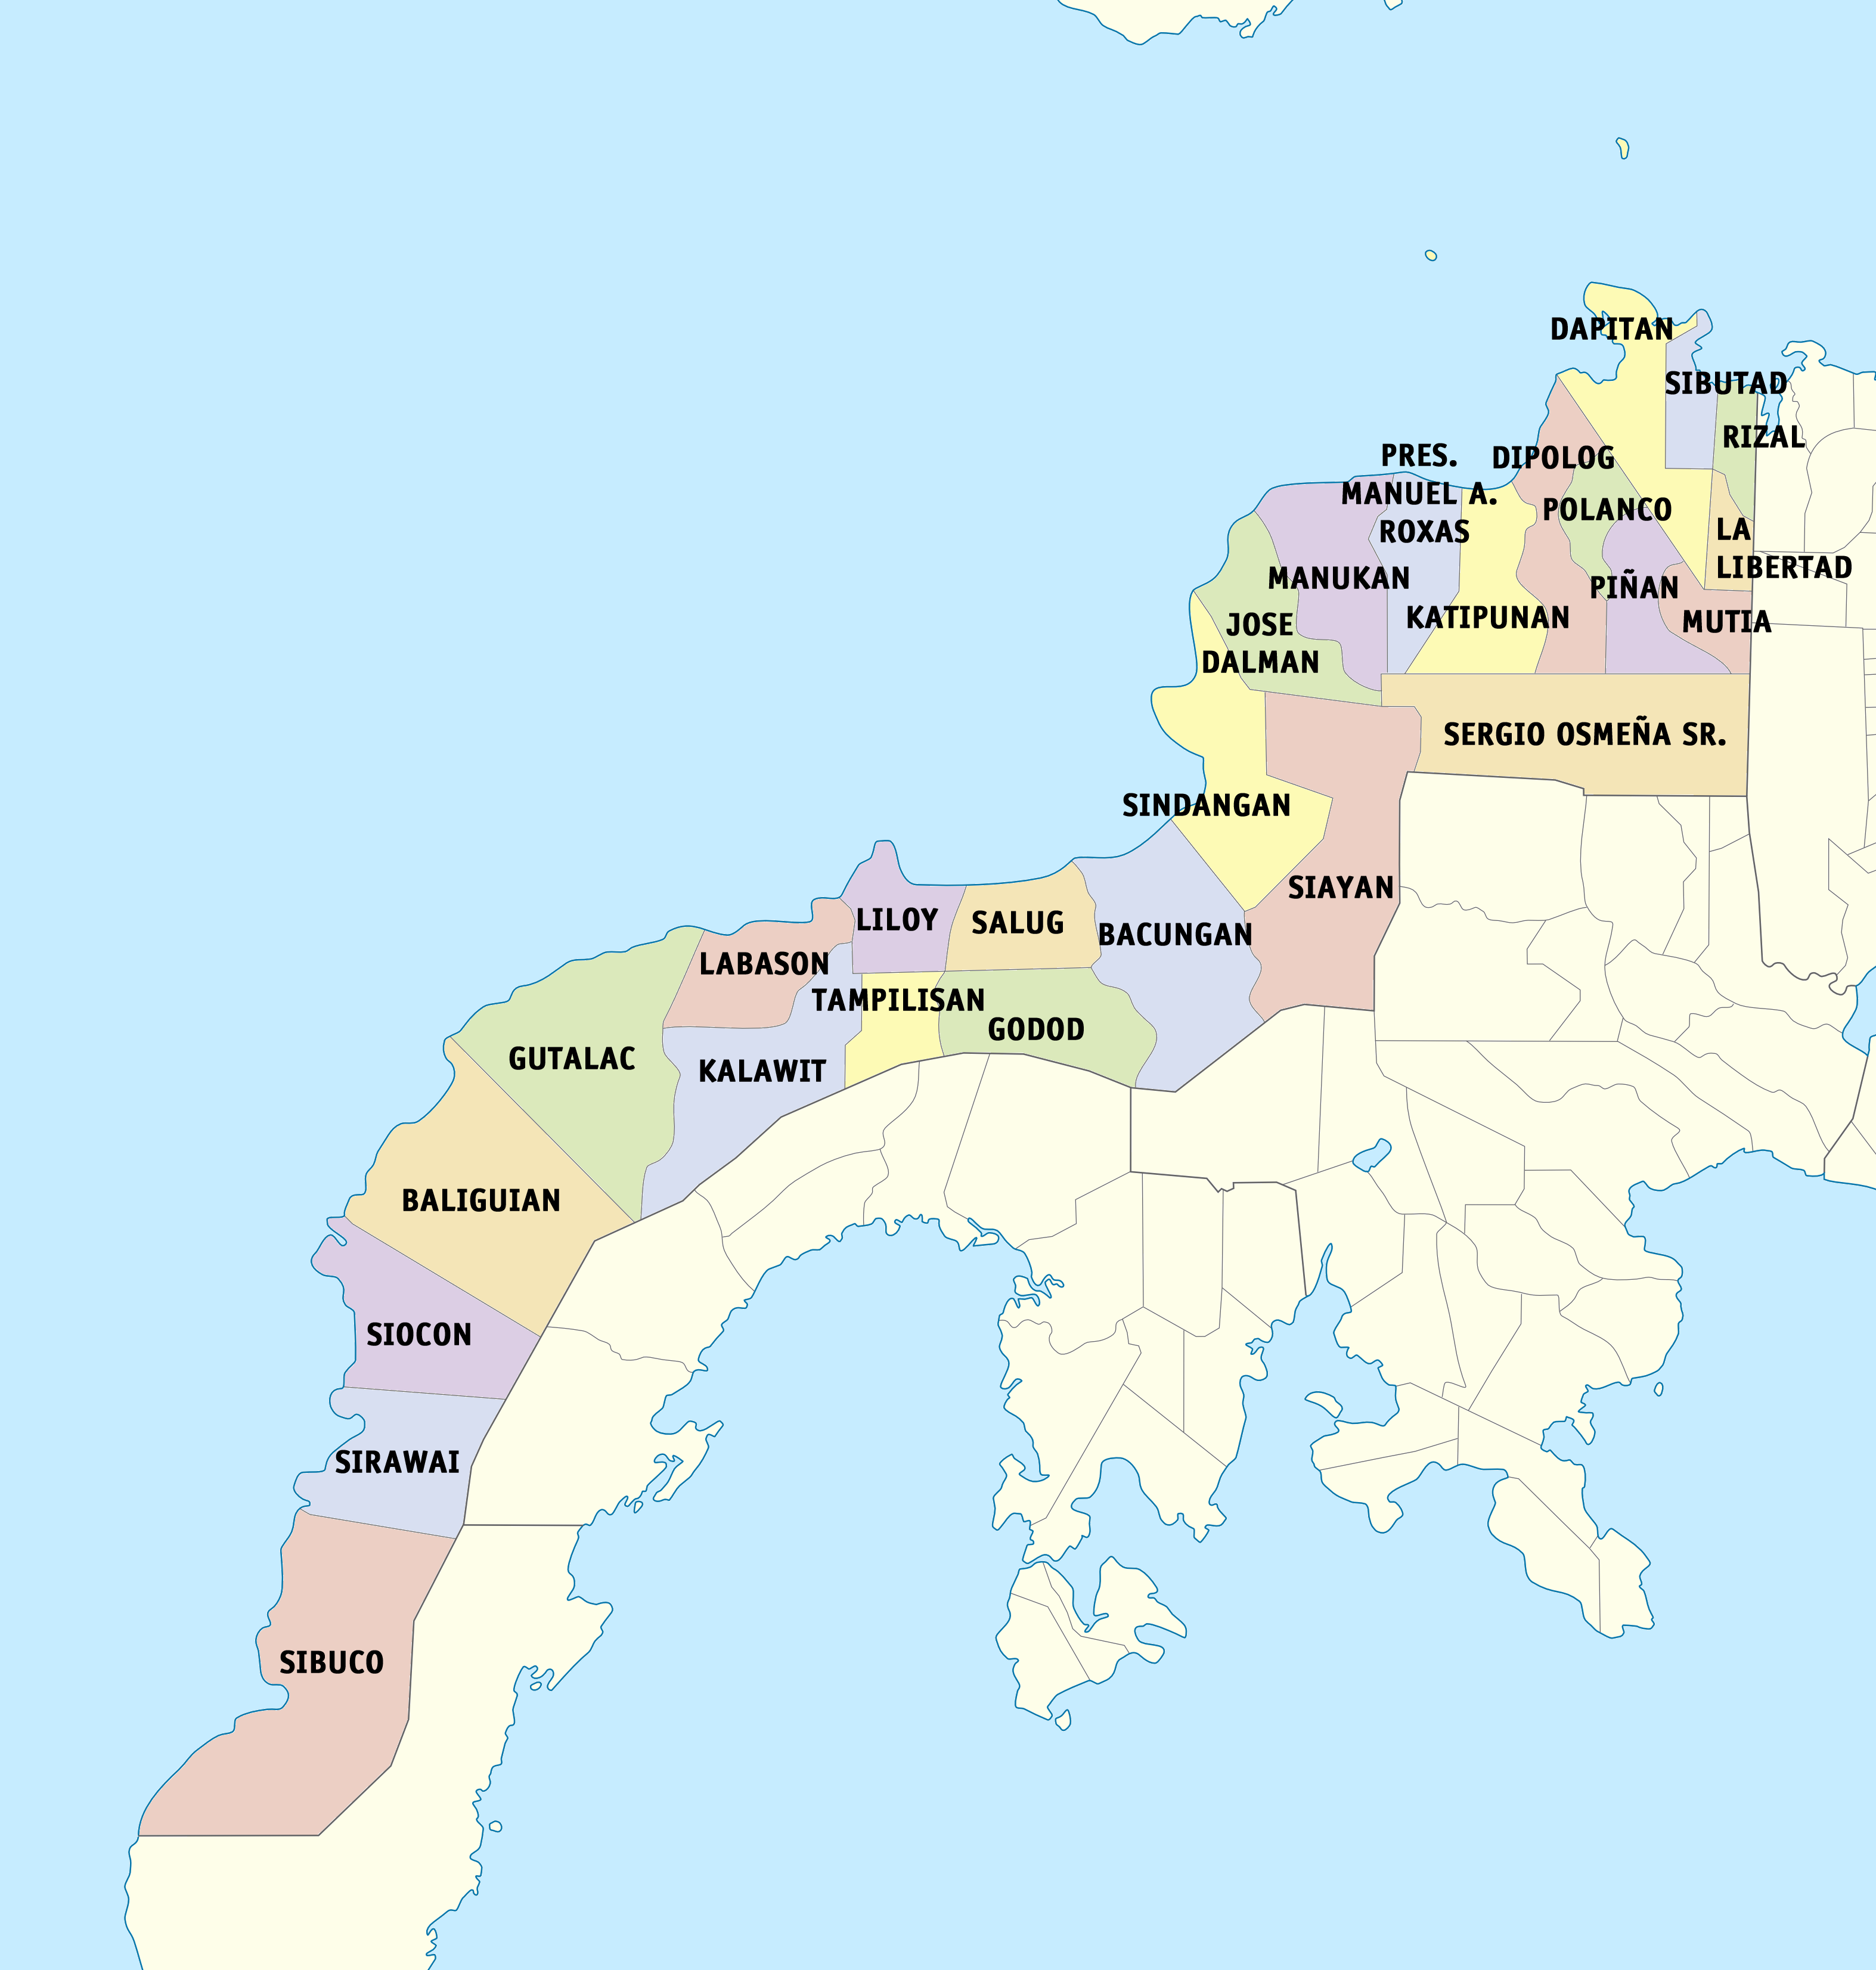 DAPITAN
SIBUTAD
RIZAL
PRES.
MANUEL A.
ROXAS
DIPOLOG
POLANCO
LA
LIBERTAD
MANUKAN
PIÑAN
KATIPUNAN
MUTIA
JOSE
DALMAN
SERGIO OSMEÑA SR.
SINDANGAN
SIAYAN
LILOY
SALUG
BACUNGAN
LABASON
TAMPILISAN
GODOD
GUTALAC
KALAWIT
BALIGUIAN
SIOCON
SIRAWAI
SIBUCO